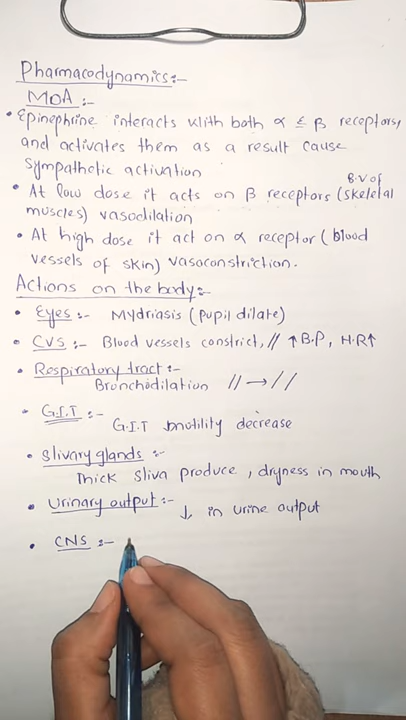 Pharmacodynamics:-
MOA :-
• Epinephrine interacts with both α & β receptors,
and activates them as a result cause
sympathetic activation
B.V of
• At low dose it acts on β receptors (skeletal
muscles) vasodilation
• At high dose it act on α receptor (blood
vessels of skin) vasoconstriction.
Actions on the body:-
• Eyes :- Mydriasis (pupil dilate)
• CVS :- Blood vessels constrict, // ↑B.P, H.R↑
• Respiratory tract :-
Bronchodilation // → //
• G.I.T :-
G.I.T motility decrease
• Slivary glands :-
Thick sliva produce, dryness in mouth
• Urinary output :-
↓ in urine output
• CNS :-